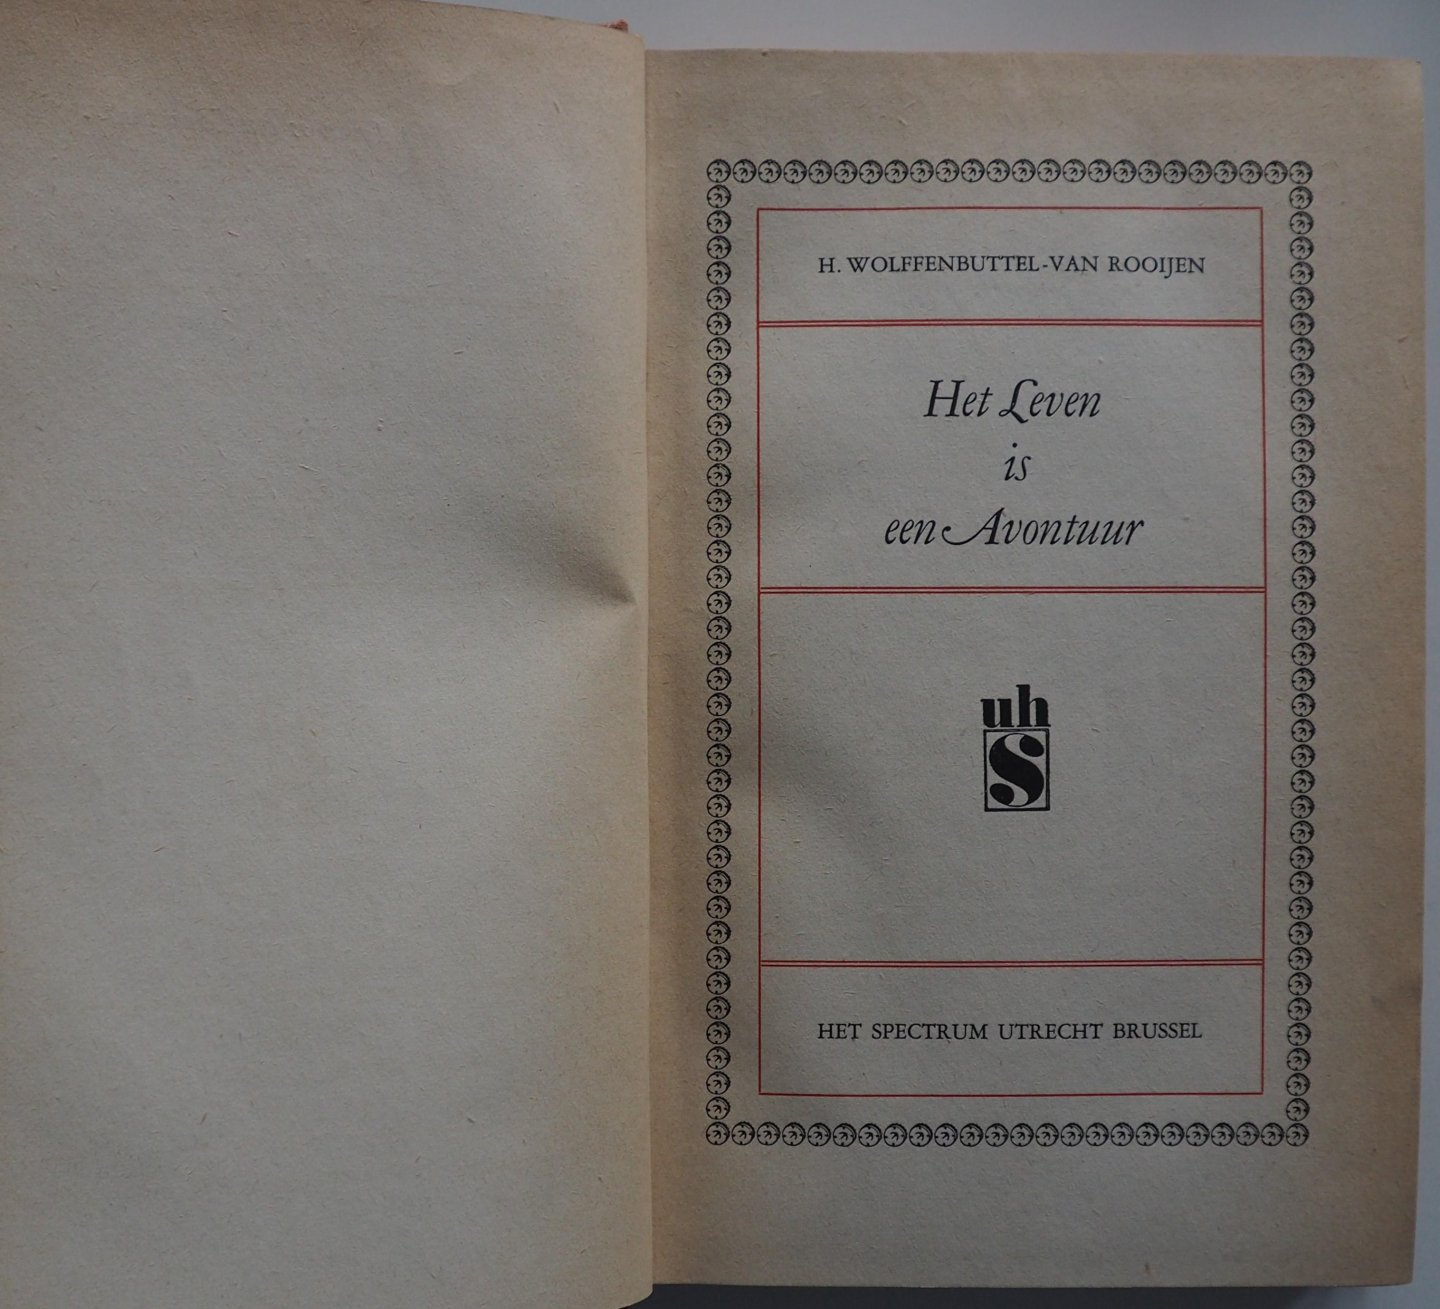 H. WOLFFENBUTTEL-VAN ROOIJEN
Het Leven
is
een Avontuur
uh
S
HET SPECTRUM UTRECHT BRUSSEL